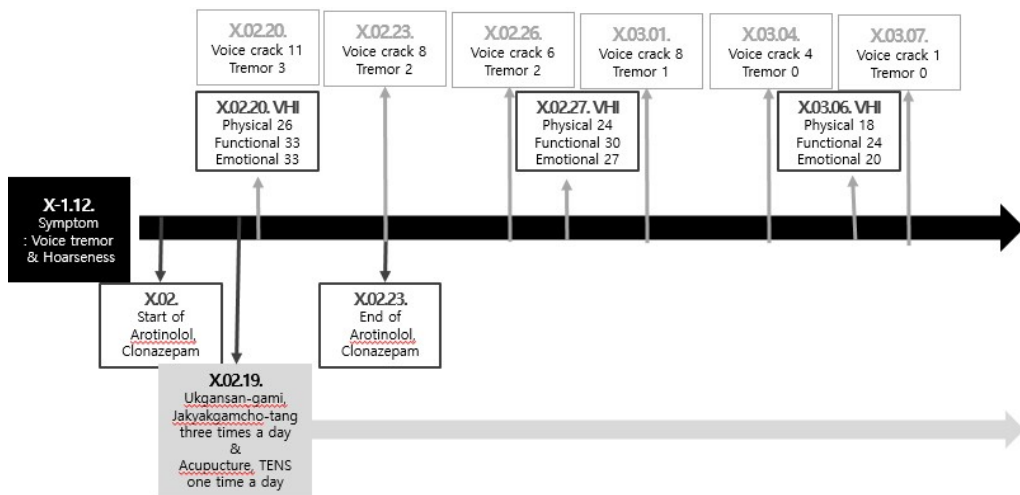 X.02.20.
Voice crack 11
Tremor 3
X.02.23.
Voice crack 8
Tremor 2
X.02.26.
Voice crack 6
Tremor 2
X.03.01.
Voice crack 8
Tremor 1
X.03.04.
Voice crack 4
Tremor 0
X.03.07.
Voice crack 1
Tremor 0
X.02.20. VHI
Physical 26
Functional 33
Emotional 33
X.02.27. VHI
Physical 24
Functional 30
Emotional 27
X.03.06. VHI
Physical 18
Functional 24
Emotional 20
X-1.12.
Symptom
: Voice tremor
& Hoarseness
X.02.
Start of
Arotinolol,
Clonazepam
X.02.23.
End of
Arotinolol,
Clonazepam
X.02.19.
Ukgansan-gami,
Jakyakgamcho-tang
three times a day
&
Acupucture, TENS
one time a day